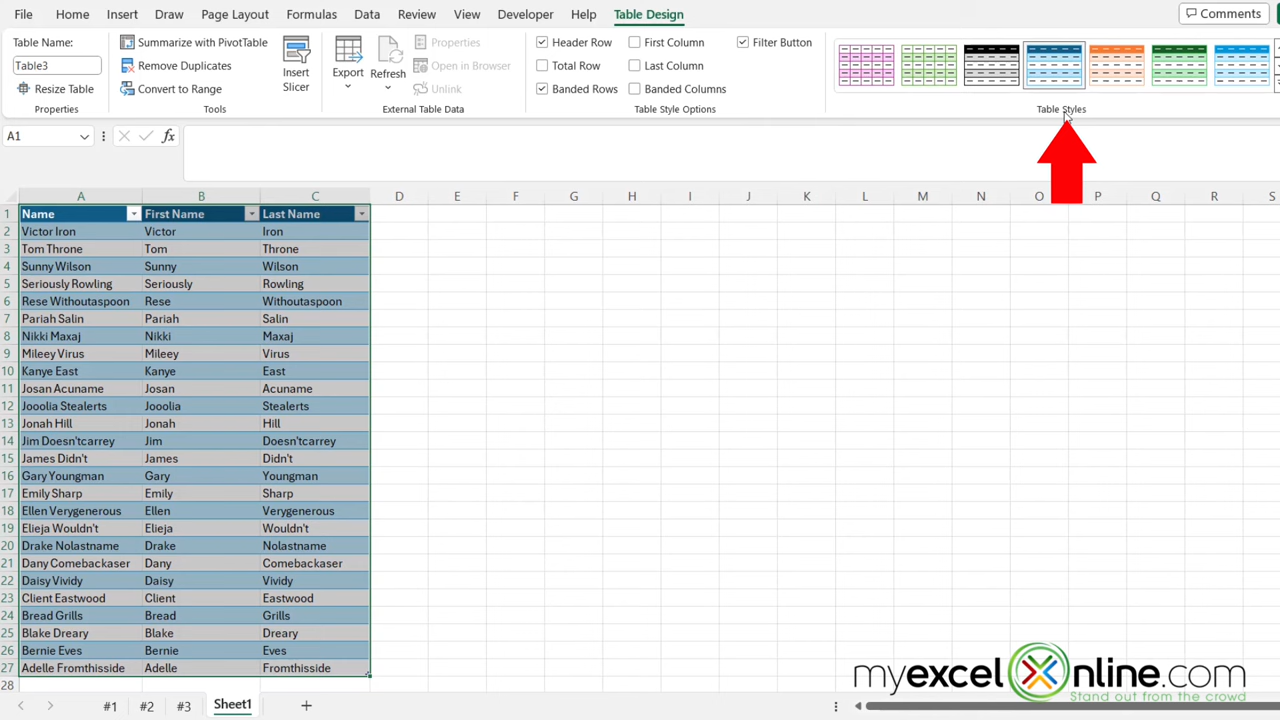 File Home Insert Draw Page Layout Formulas Data Review View Developer Help Table Design Comments
Table Name:
Table3
Resize Table
Properties
Summarize with PivotTable
Remove Duplicates
Convert to Range
Insert
Slicer
Tools
Export
Refresh
Properties
Open in Browser
Unlink
External Table Data
Header Row First Column Filter Button
Total Row Last Column
Banded Rows Banded Columns
Table Style Options
Table Styles
A1 fx
A B C D E F G H I J K L M N O P Q R S
1 Name First Name Last Name
2 Victor Iron Victor Iron
3 Tom Throne Tom Throne
4 Sunny Wilson Sunny Wilson
5 Seriously Rowling Seriously Rowling
6 Rese Withoutaspoon Rese Withoutaspoon
7 Pariah Salin Pariah Salin
8 Nikki Maxaj Nikki Maxaj
9 Mileey Virus Mileey Virus
10 Kanye East Kanye East
11 Josan Acuname Josan Acuname
12 Jooolia Stealerts Jooolia Stealerts
13 Jonah Hill Jonah Hill
14 Jim Doesn'tcarrey Jim Doesn'tcarrey
15 James Didn't James Didn't
16 Gary Youngman Gary Youngman
17 Emily Sharp Emily Sharp
18 Ellen Verygenerous Ellen Verygenerous
19 Elieja Wouldn't Elieja Wouldn't
20 Drake Nolastname Drake Nolastname
21 Dany Comebackaser Dany Comebackaser
22 Daisy Vividy Daisy Vividy
23 Client Eastwood Client Eastwood
24 Bread Grills Bread Grills
25 Blake Dreary Blake Dreary
26 Bernie Eves Bernie Eves
27 Adelle Fromthisside Adelle Fromthisside
28
myexcelonline.com
Stand out from the crowd
#1 #2 #3 Sheet1 +